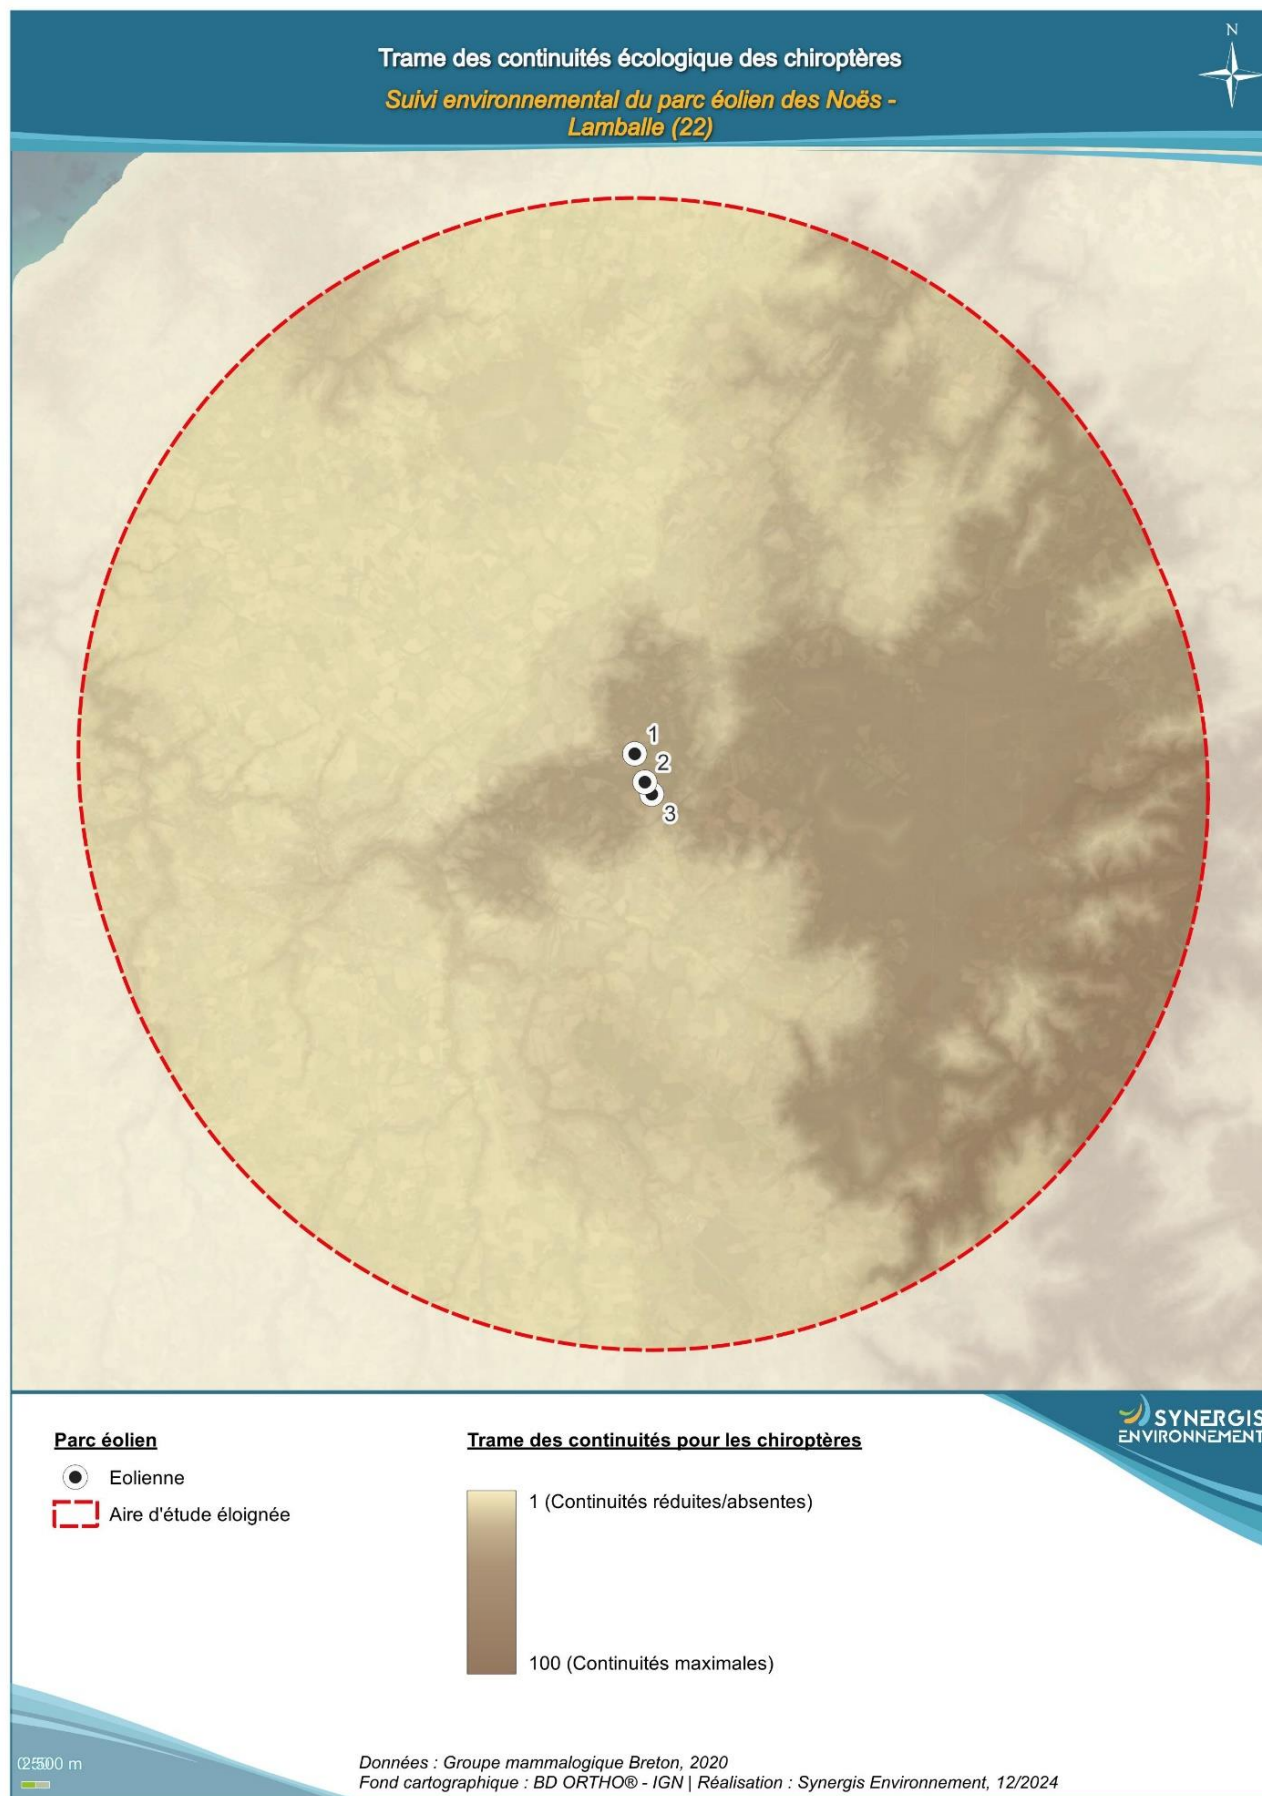 Trame des continuités écologique des chiroptères
Suivi environnemental du parc éolien des Noës -
Lamballe (22)
N
1
2
3
Parc éolien
Eolienne
Aire d'étude éloignée
Trame des continuités pour les chiroptères
1 (Continuités réduites/absentes)
100 (Continuités maximales)
SYNERGIS
ENVIRONNEMENT
m
Données : Groupe mammalogique Breton, 2020
Fond cartographique : BD ORTHO® - IGN | Réalisation : Synergis Environnement, 12/2024